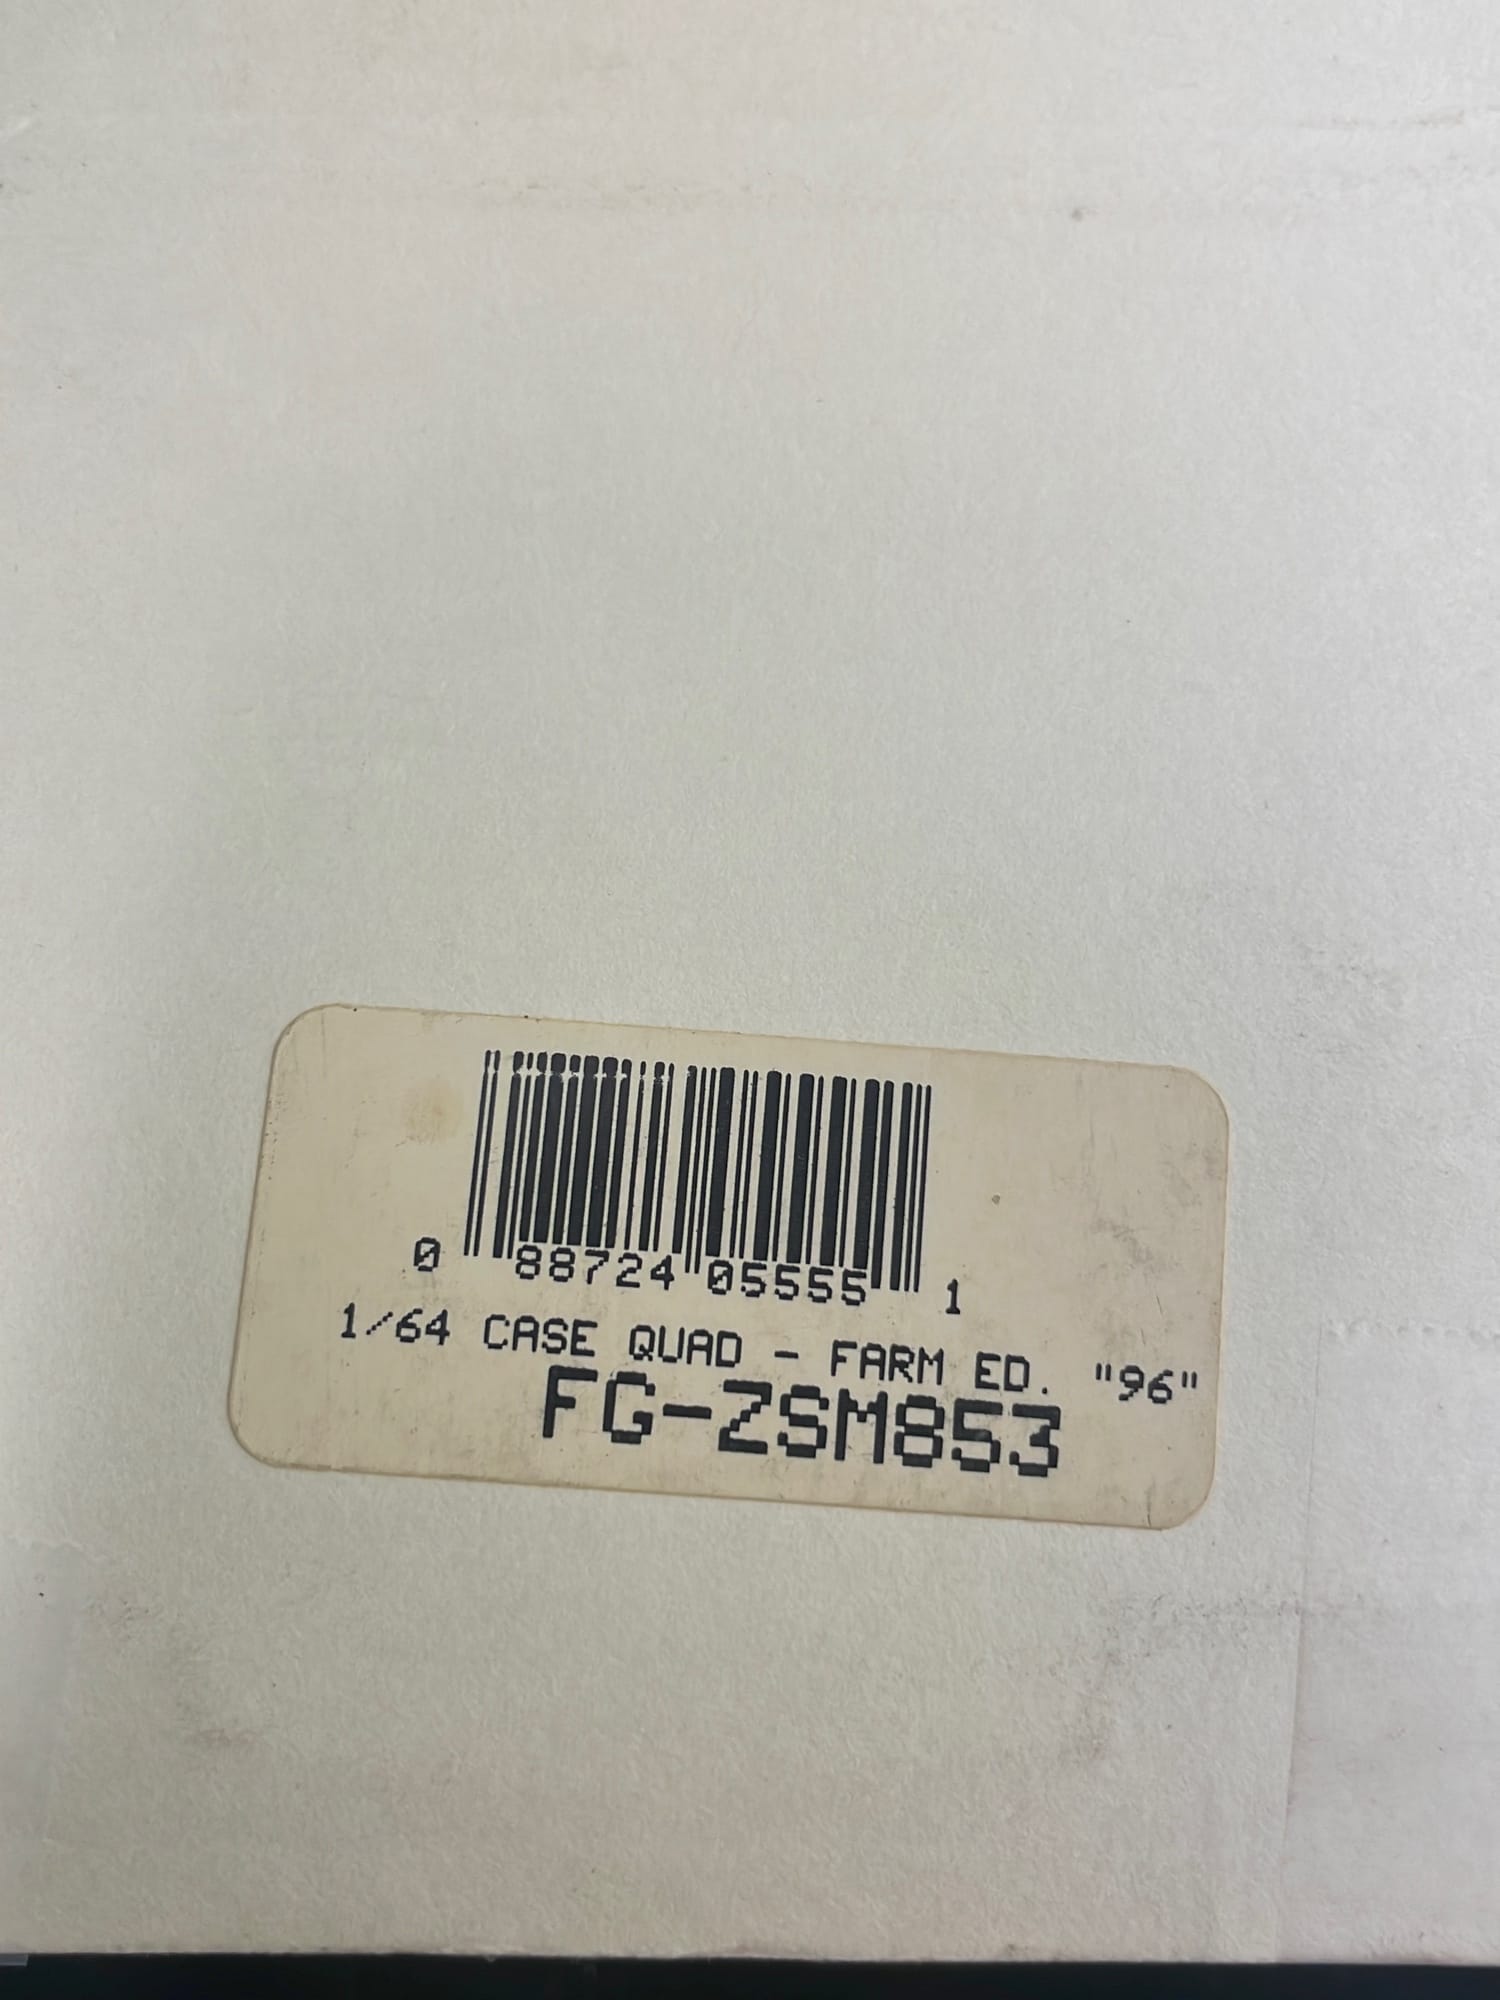 0 88724 05555 1
1/64 CASE QUAD - FARM ED. "96"
FG-ZSM853